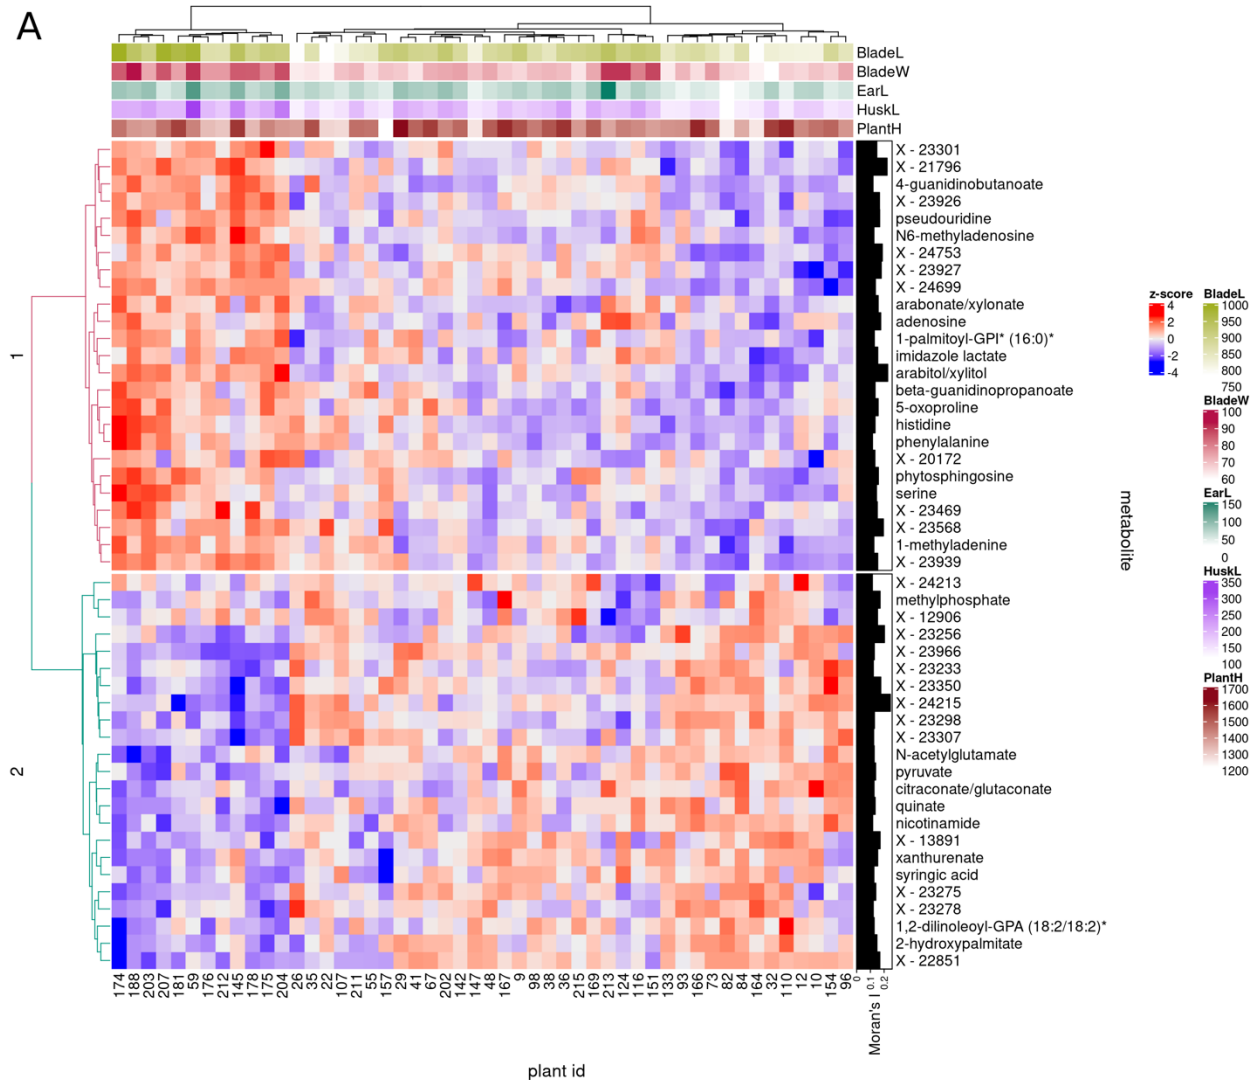 A
BladeL
BladeW
EarL
HuskL
PlantH
X - 23301
X - 21796
4-guanidinobutanoate
X - 23926
pseudouridine
N6-methyladenosine
X - 24753
X - 23927
X - 24699
arabonate/xylonate
adenosine
1-palmitoyl-GPI* (16:0)*
imidazole lactate
arabitol/xylitol
beta-guanidinopropanoate
5-oxoproline
histidine
phenylalanine
X - 20172
phytosphingosine
serine
X - 23469
X - 23568
1-methyladenine
X - 23939
X - 24213
methylphosphate
X - 12906
X - 23256
X - 23966
X - 23233
X - 23350
X - 24215
X - 23298
X - 23307
N-acetylglutamate
pyruvate
citraconate/glutaconate
quinate
nicotinamide
X - 13891
xanthurenate
syringic acid
X - 23275
X - 23278
1,2-dilinoleoyl-GPA (18:2/18:2)*
2-hydroxypalmitate
X - 22851
1
2
metabolite
z-score
4
2
0
-2
-4
BladeL
1000
950
900
850
800
750
BladeW
100
90
80
70
60
EarL
150
100
50
0
HuskL
350
300
250
200
150
100
PlantH
1700
1600
1500
1400
1300
1200
174 188 203 207 181 59 176 212 145 178 175 204 26 35 22 107 211 55 157 29 41 67 202 142 147 48 167 9 98 38 36 215 169 213 124 116 151 133 93 166 73 82 84 164 32 110 12 10 154 96
0 0.1 0.2
Moran's I
plant id